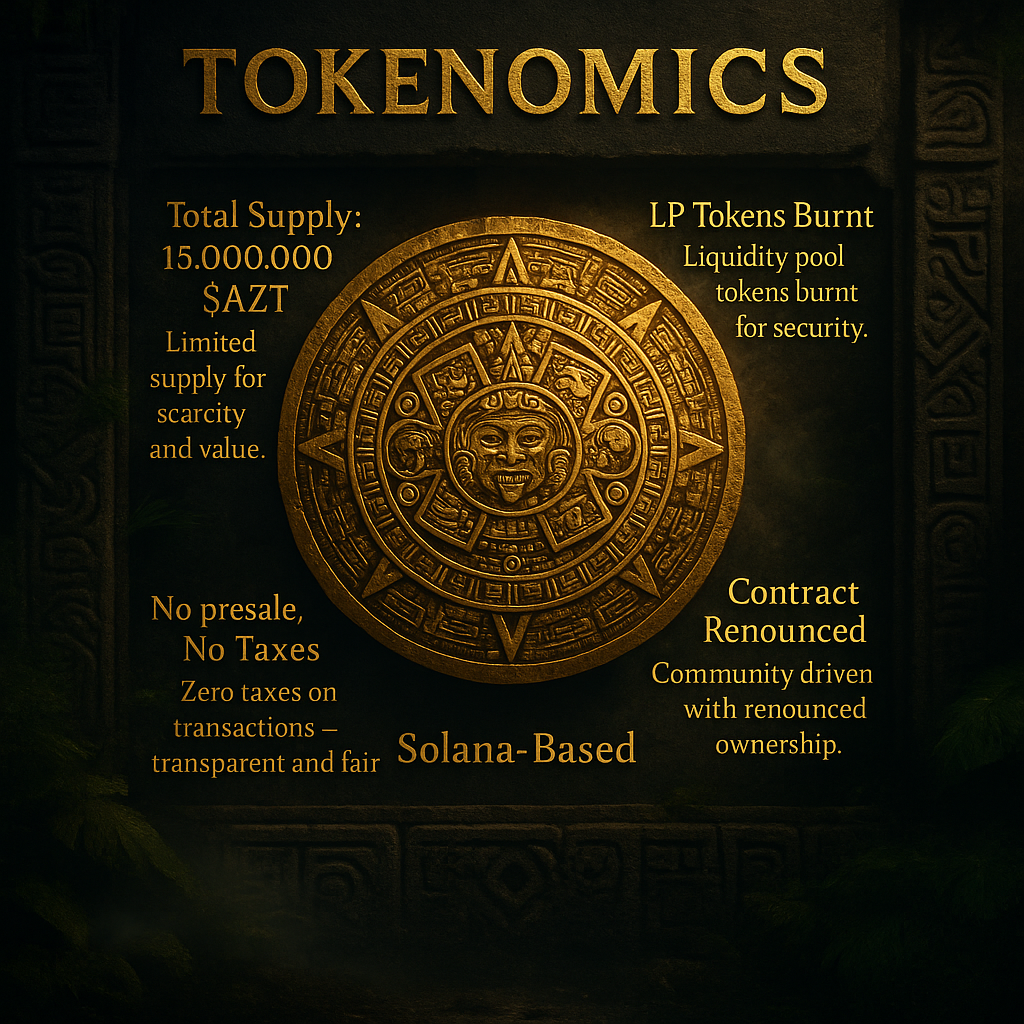 TOKENOMICS
Total Supply:
15.000.000
$AZT
Limited
supply for
scarcity
and value.
LP Tokens Burnt
Liquidity pool
tokens burnt
for security.
No presale,
No Taxes
Zero taxes on
transactions –
transparent and fair
Solana-Based
Contract
Renounced
Community driven
with renounced
ownership.